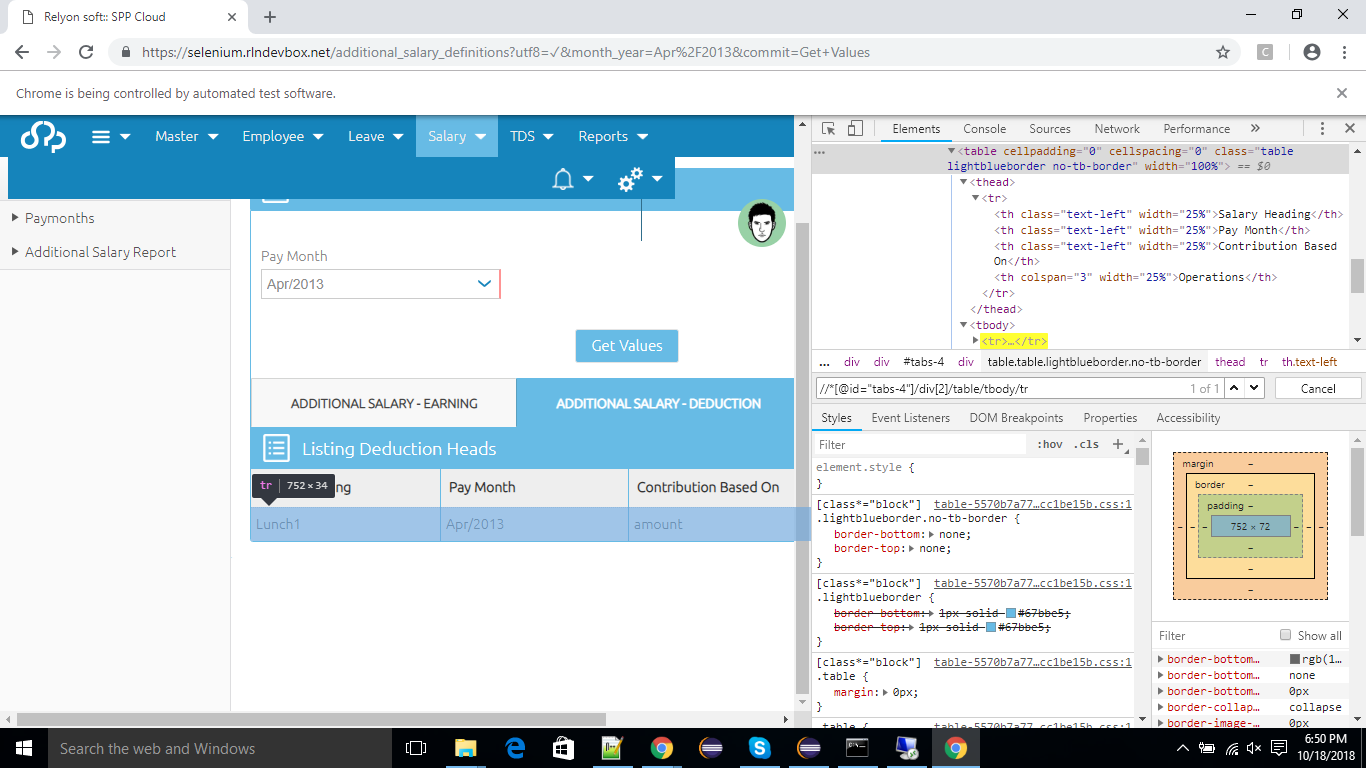 Relyon soft:: SPP Cloud
https://selenium.rlndevbox.net/additional_salary_definitions?utf8=✓&month_year=Apr%2F2013&commit=Get+Values
C
Chrome is being controlled by automated test software.
Master Employee Leave Salary TDS Reports
Paymonths
Additional Salary Report
Pay Month
Apr/2013
Get Values
ADDITIONAL SALARY - EARNING
ADDITIONAL SALARY - DEDUCTION
Listing Deduction Heads
tr 752 × 34
ng Pay Month Contribution Based On
Lunch1 Apr/2013 amount
Elements Console Sources Network Performance »
… <table cellpadding="0" cellspacing="0" class="table
lightblueborder no-tb-border" width="100%"> == $0
<thead>
<tr>
<th class="text-left" width="25%">Salary Heading</th>
<th class="text-left" width="25%">Pay Month</th>
<th class="text-left" width="25%">Contribution Based
On</th>
<th colspan="3" width="25%">Operations</th>
</tr>
</thead>
<tbody>
<tr>…</tr>
... div div #tabs-4 div table.table.lightblueborder.no-tb-border thead tr th.text-left
//*[@id="tabs-4"]/div[2]/table/tbody/tr 1 of 1 Cancel
Styles Event Listeners DOM Breakpoints Properties Accessibility
Filter :hov .cls +
element.style {
}
[class*="block"] table-5570b7a77…cc1be15b.css:1
.lightblueborder.no-tb-border {
border-bottom: none;
border-top: none;
}
[class*="block"] table-5570b7a77…cc1be15b.css:1
.lightblueborder {
border-bottom: 1px solid #67bbe5;
border-top: 1px solid #67bbe5;
}
[class*="block"] table-5570b7a77…cc1be15b.css:1
.table {
margin: 0px;
}
.table { table-5570b7a77…cc1be15b.css:1
margin –
border –
padding –
– – – 752 × 72 – – –
–
–
–
Filter Show all
border-bottom… rgb(1…
border-bottom… none
border-bottom… 0px
border-collap… collapse
border-image-… 0px
Search the web and Windows
6:50 PM
10/18/2018